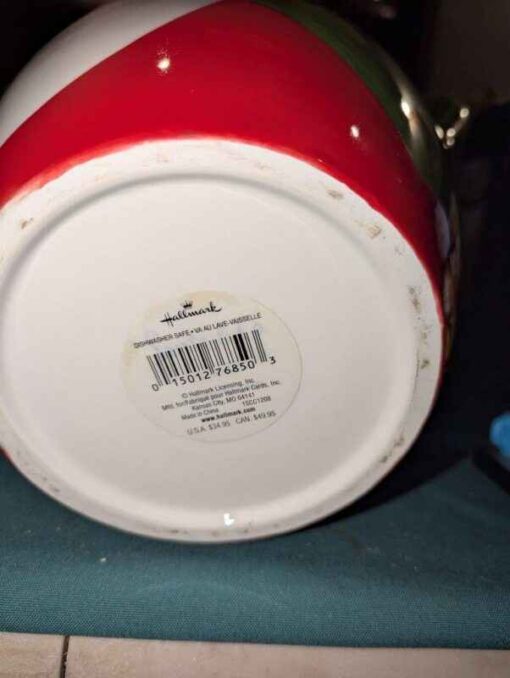 Hallmark
DISHWASHER SAFE • VA AU LAVE-VAISSELLE
0 15012 76850 3
© Hallmark Licensing, Inc.
Mfd. for/Fabriqué pour Hallmark Cards, Inc.
Kansas City, MO 64141
Made in China 1SCC1208
www.hallmark.com
U.S.A. $34.95 CAN. $49.95